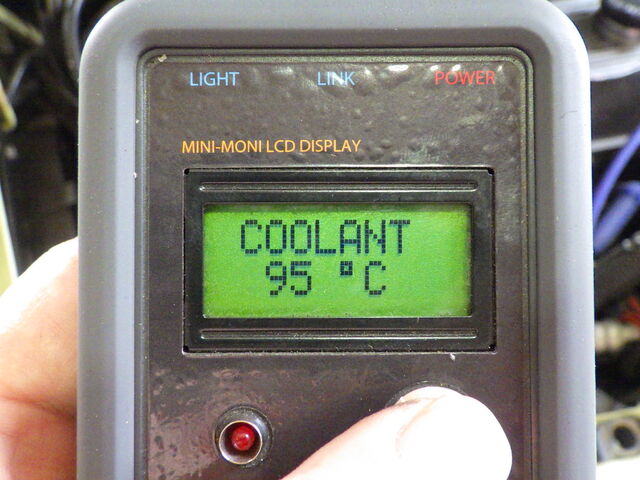 LIGHT LINK POWER
MINI-MONI LCD DISPLAY
COOLANT
95 °C